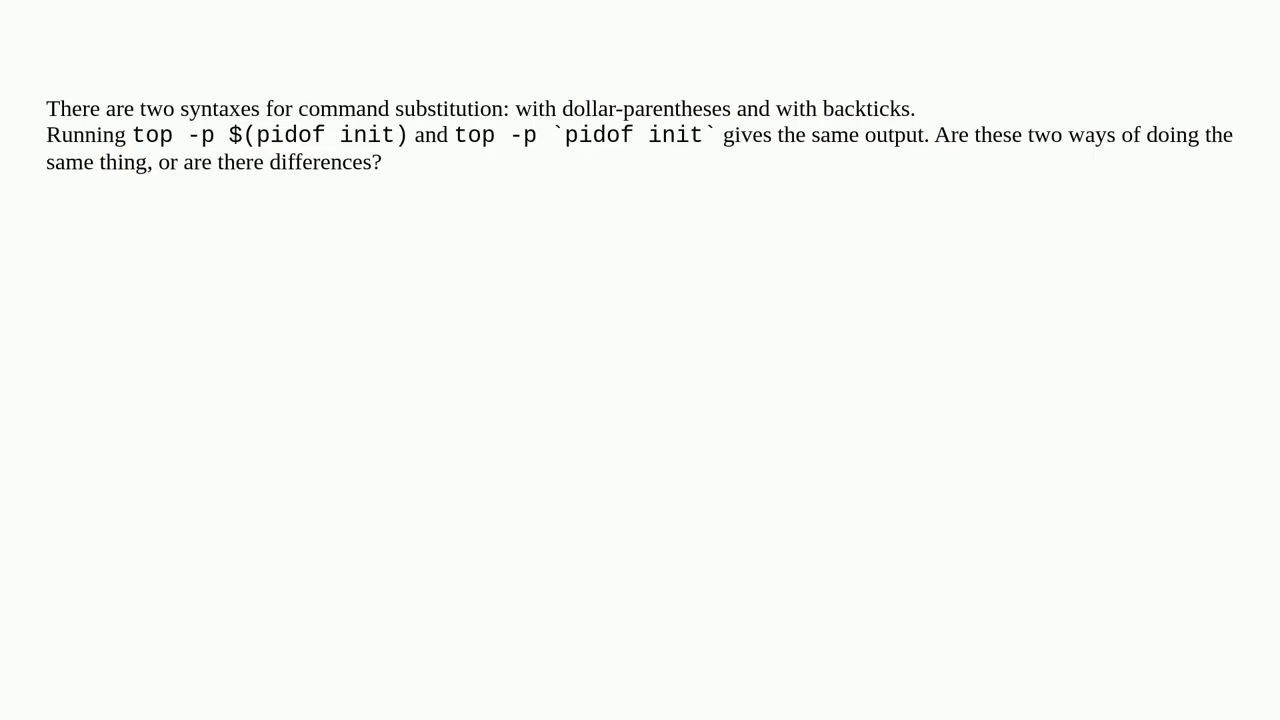 There are two syntaxes for command substitution: with dollar-parentheses and with backticks.
Running top -p $(pidof init) and top -p `pidof init` gives the same output. Are these two ways of doing the
same thing, or are there differences?